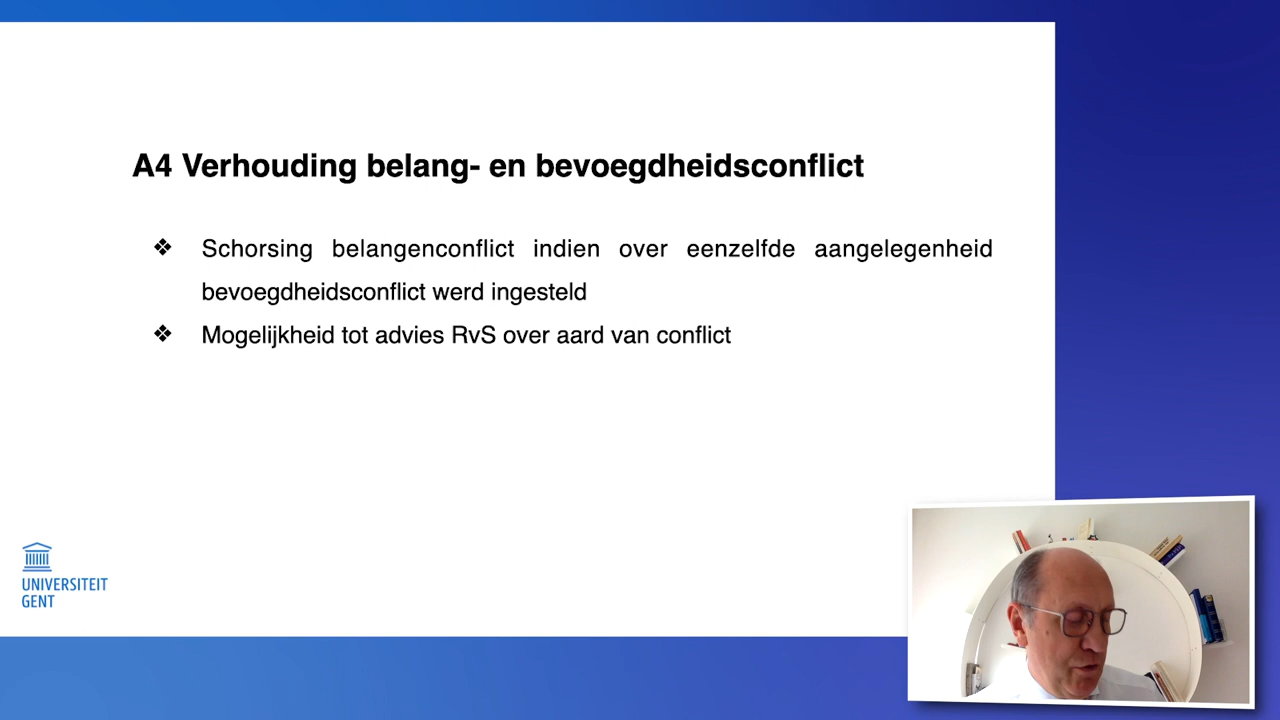 A4 Verhouding belang- en bevoegdheidsconflict
❖ Schorsing belangenconflict indien over eenzelfde aangelegenheid
bevoegdheidsconflict werd ingesteld
❖ Mogelijkheid tot advies RvS over aard van conflict
UNIVERSITEIT
GENT